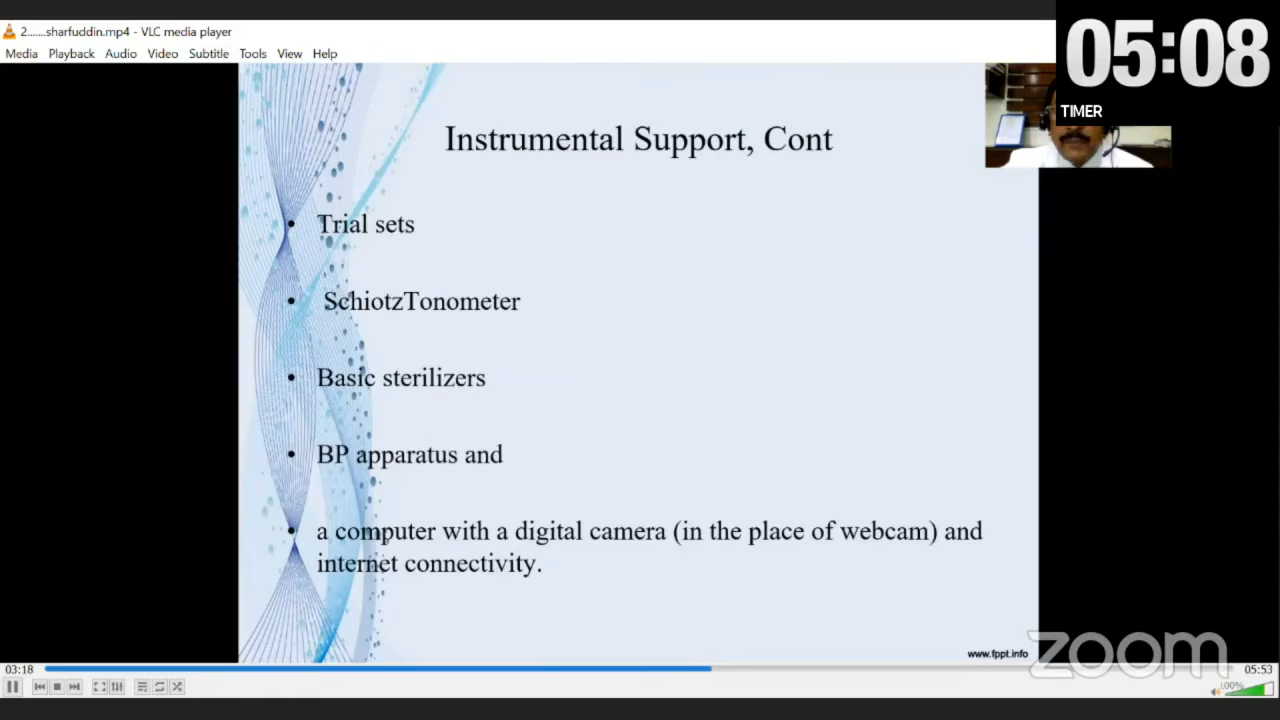 2.......sharfuddin.mp4 - VLC media player
05:08
Media Playback Audio Video Subtitle Tools View Help
TIMER
Instrumental Support, Cont
• Trial sets
• SchiotzTonometer
• Basic sterilizers
• BP apparatus and
• a computer with a digital camera (in the place of webcam) and
internet connectivity.
www.fppt.info
zoom
03:18
05:53
100%